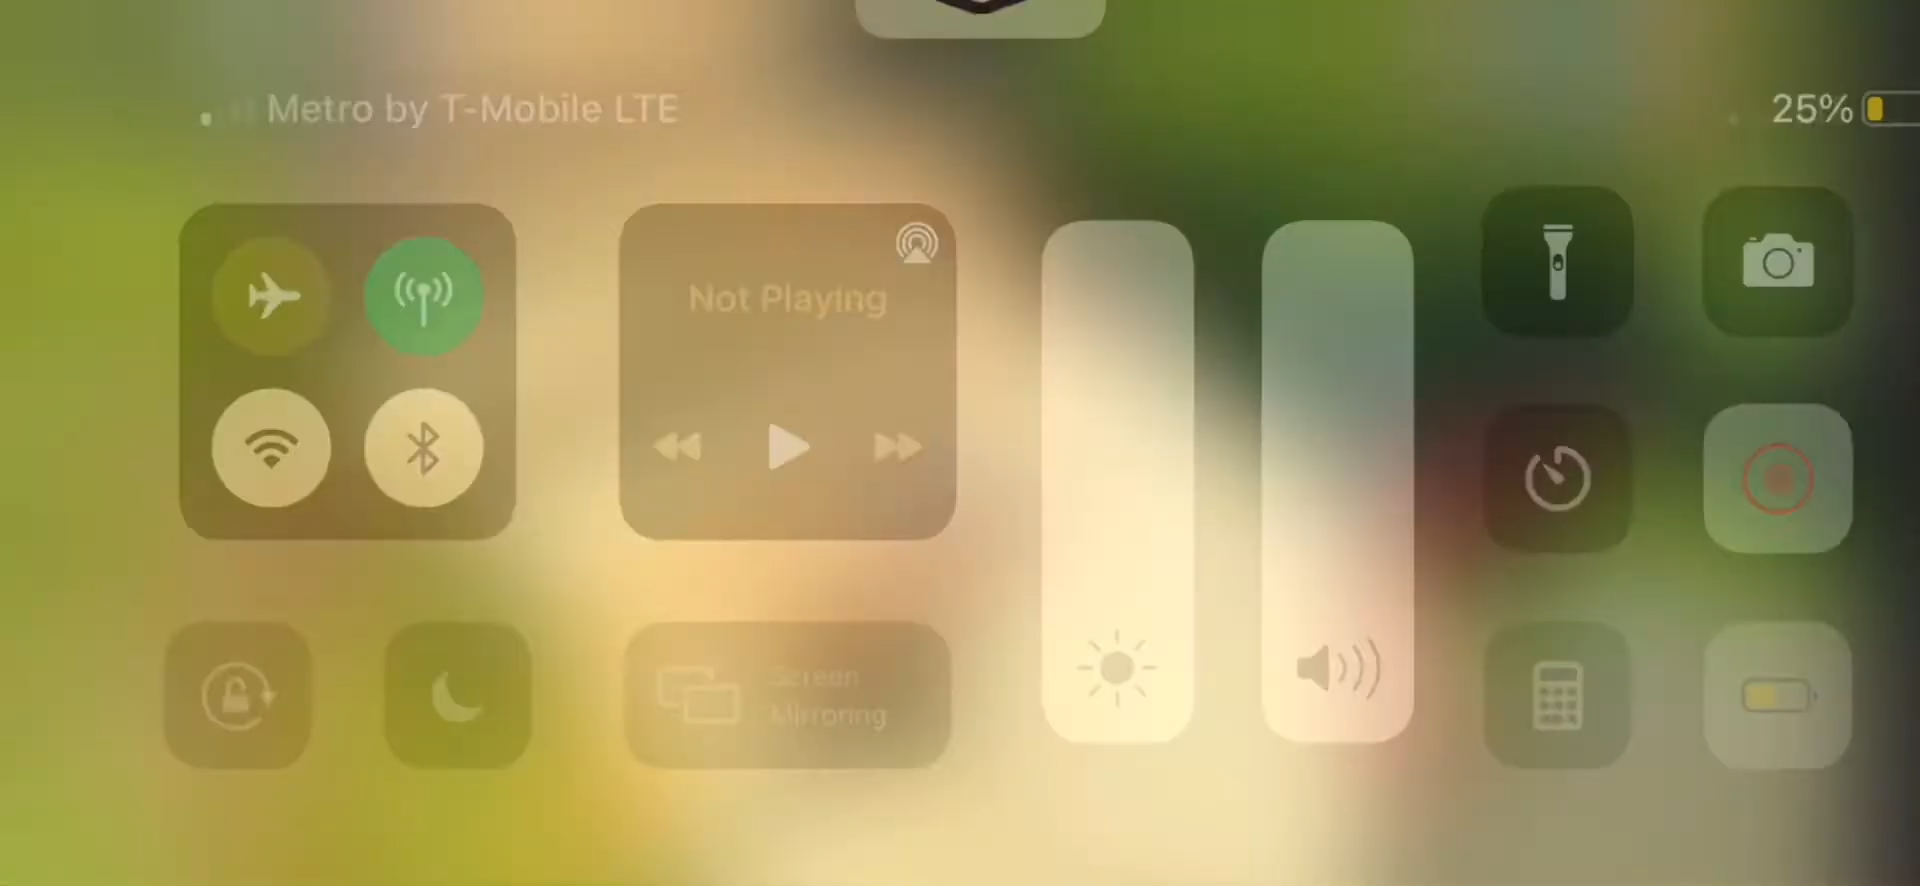 Metro by T-Mobile LTE
25%
Not Playing
Screen
Mirroring